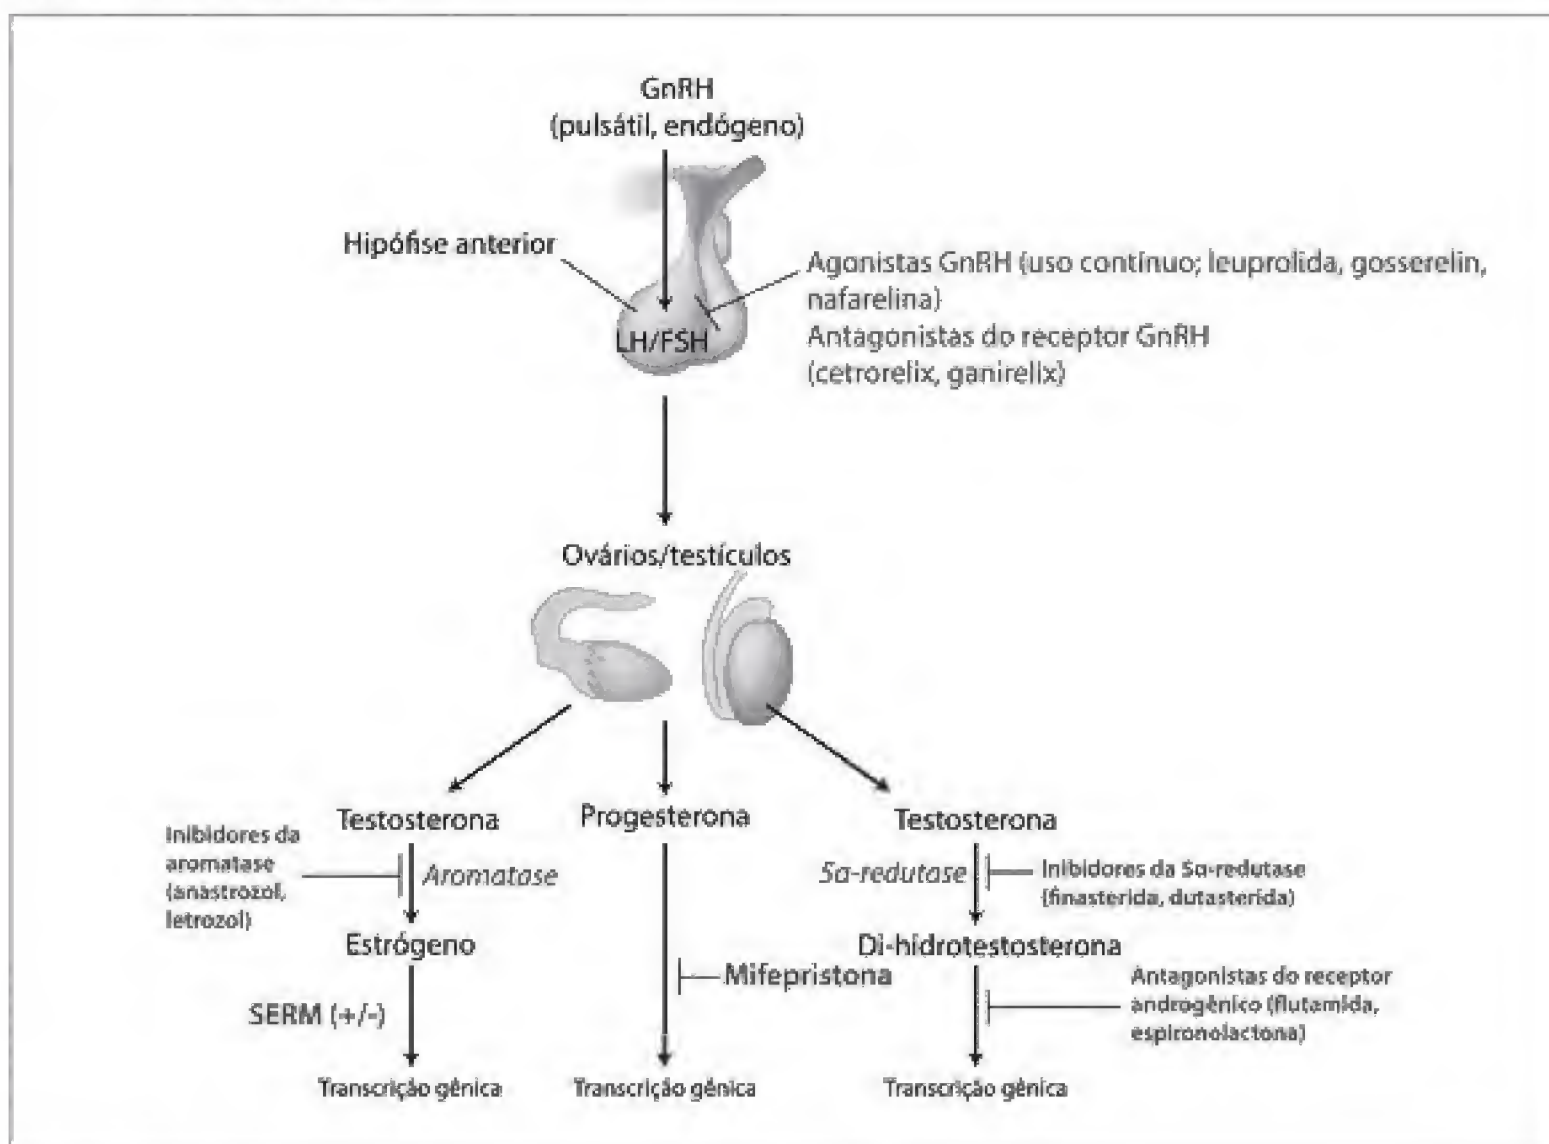 GnRH
(pulsátil, endógeno)
Hipófise anterior
Agonistas GnRH (uso contínuo; leuprolida, gosserelin,
nafarelina)
Antagonistas do receptor GnRH
(cetrorelix, ganirelix)
LH/FSH
Ovários/testículos
Testosterona
Progesterona
Testosterona
Inibidores da
aromatase
(anastrozol,
letrozol)
Aromatase
5α-redutase
Inibidores da 5α-redutase
(finasterida, dutasterida)
Estrógeno
Di-hidrotestosterona
Mifepristona
SERM (+/-)
Antagonistas do receptor
androgênico (flutamida,
espironolactona)
Transcrição gênica
Transcrição gênica
Transcrição gênica